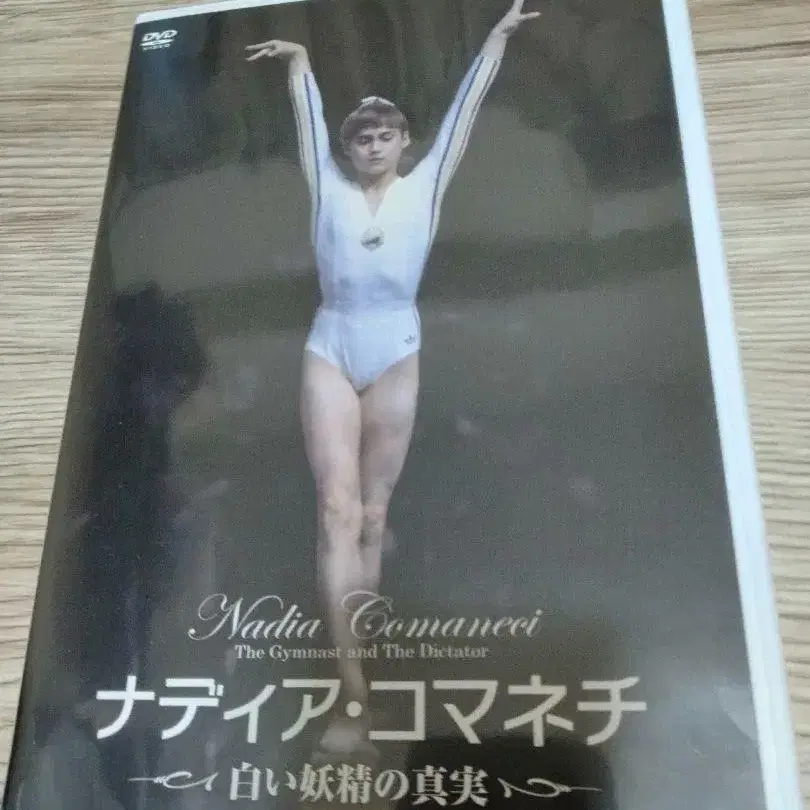 DVD
VIDEO
Nadia Comaneci
The Gymnast and The Dictator
ナディア・コマネチ
白い妖精の真実